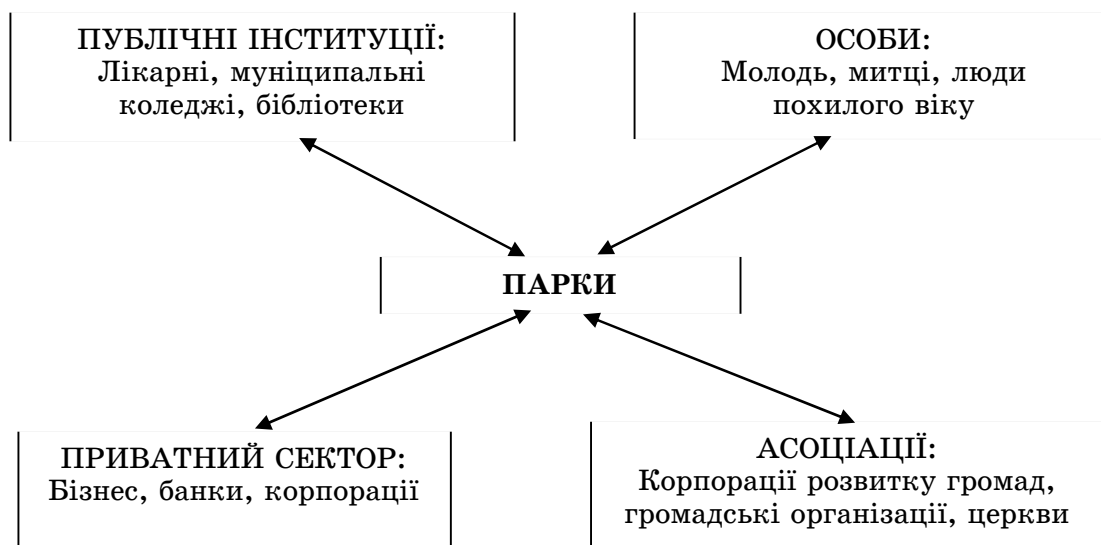 ПУБЛІЧНІ ІНСТИТУЦІЇ:
Лікарні, муніципальні
коледжі, бібліотеки
ОСОБИ:
Молодь, митці, люди
похилого віку
ПАРКИ
ПРИВАТНИЙ СЕКТОР:
Бізнес, банки, корпорації
АСОЦІАЦІЇ:
Корпорації розвитку громад,
громадські організації, церкви